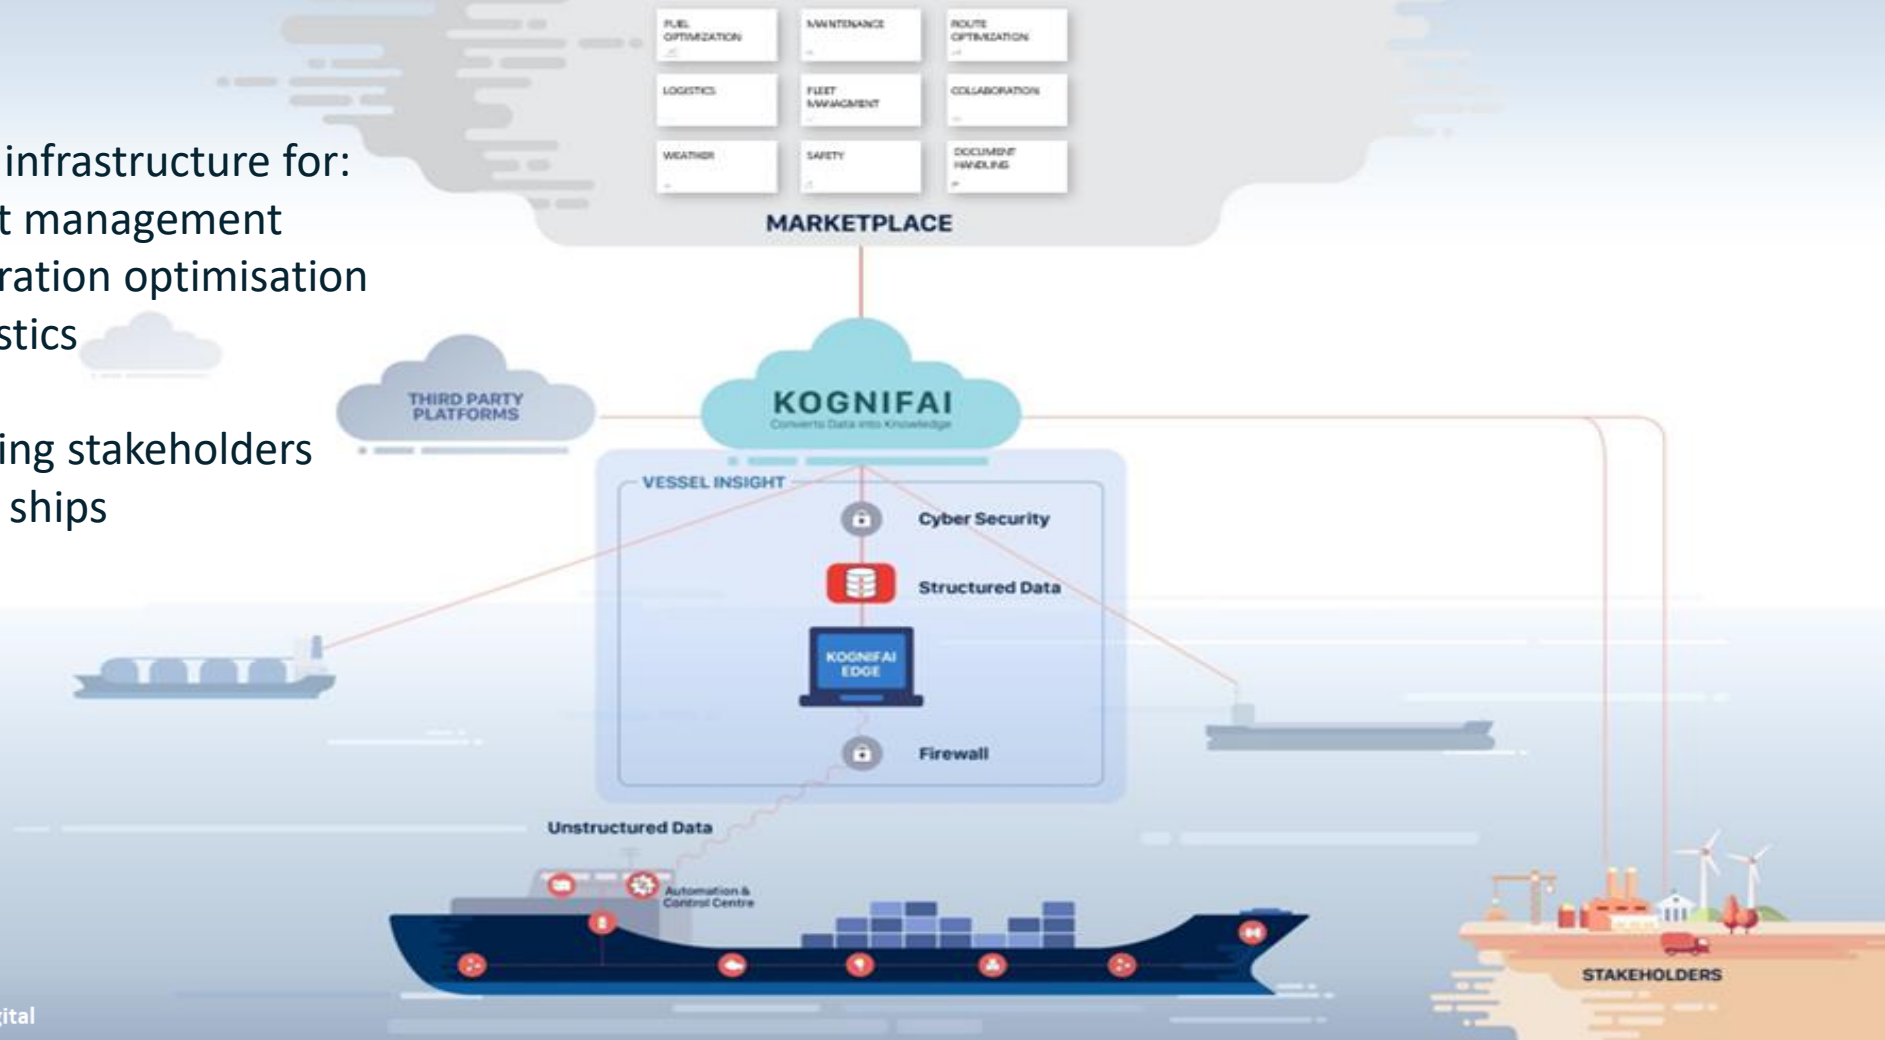 FUEL
OPTIMIZATION
MAINTENANCE
ROUTE
OPTIMIZATION
LOGISTICS
FLEET
MANAGMENT
COLLABORATION
WEATHER
SAFETY
DOCUMENT
HANDLING
MARKETPLACE
infrastructure for:
t management
ration optimisation
stics
ing stakeholders
ships
THIRD PARTY
PLATFORMS
KOGNIFAI
Converts Data into Knowledge
VESSEL INSIGHT
Cyber Security
Structured Data
KOGNIFAI
EDGE
Firewall
Unstructured Data
Automation &
Control Centre
STAKEHOLDERS
gital